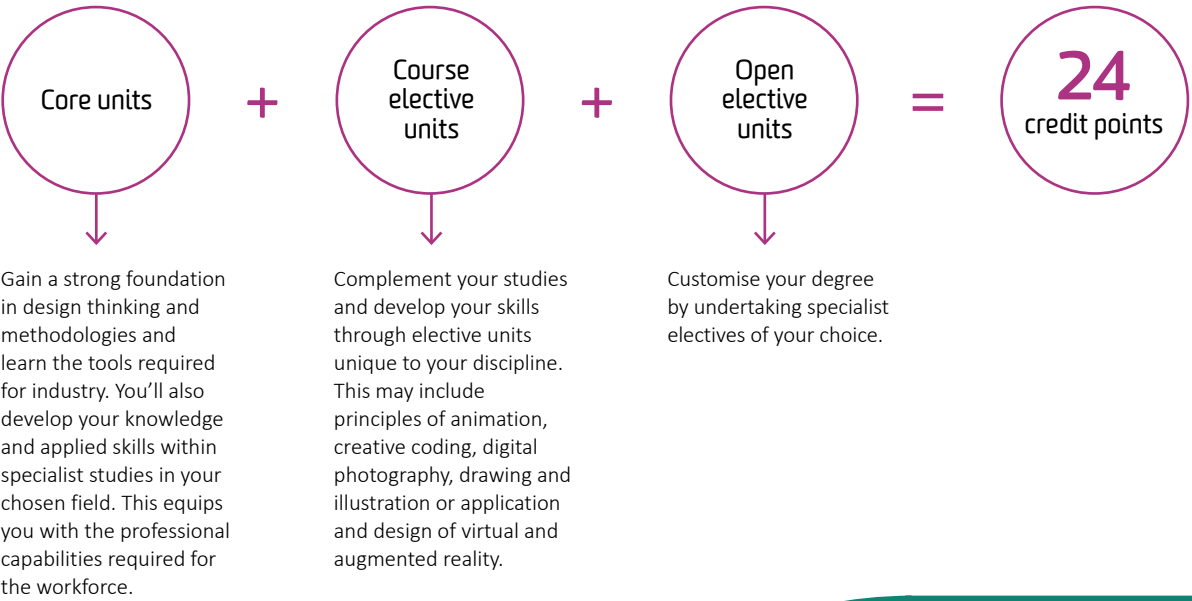 Core units
+
Course
elective
units
+
Open
elective
units
=
24
credit points
Gain a strong foundation
in design thinking and
methodologies and
learn the tools required
for industry. You’ll also
develop your knowledge
and applied skills within
specialist studies in your
chosen field. This equips
you with the professional
capabilities required for
the workforce.
Complement your studies
and develop your skills
through elective units
unique to your discipline.
This may include
principles of animation,
creative coding, digital
photography, drawing and
illustration or application
and design of virtual and
augmented reality.
Customise your degree
by undertaking specialist
electives of your choice.